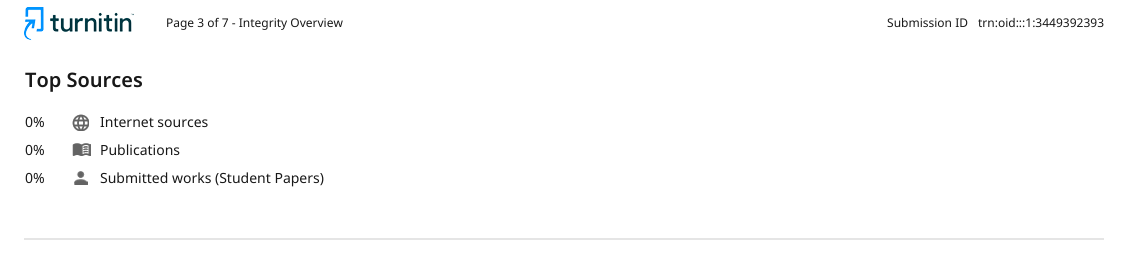 turnitin Page 3 of 7 - Integrity Overview Submission ID trn:oid:::1:3449392393
Top Sources
0% Internet sources
0% Publications
0% Submitted works (Student Papers)